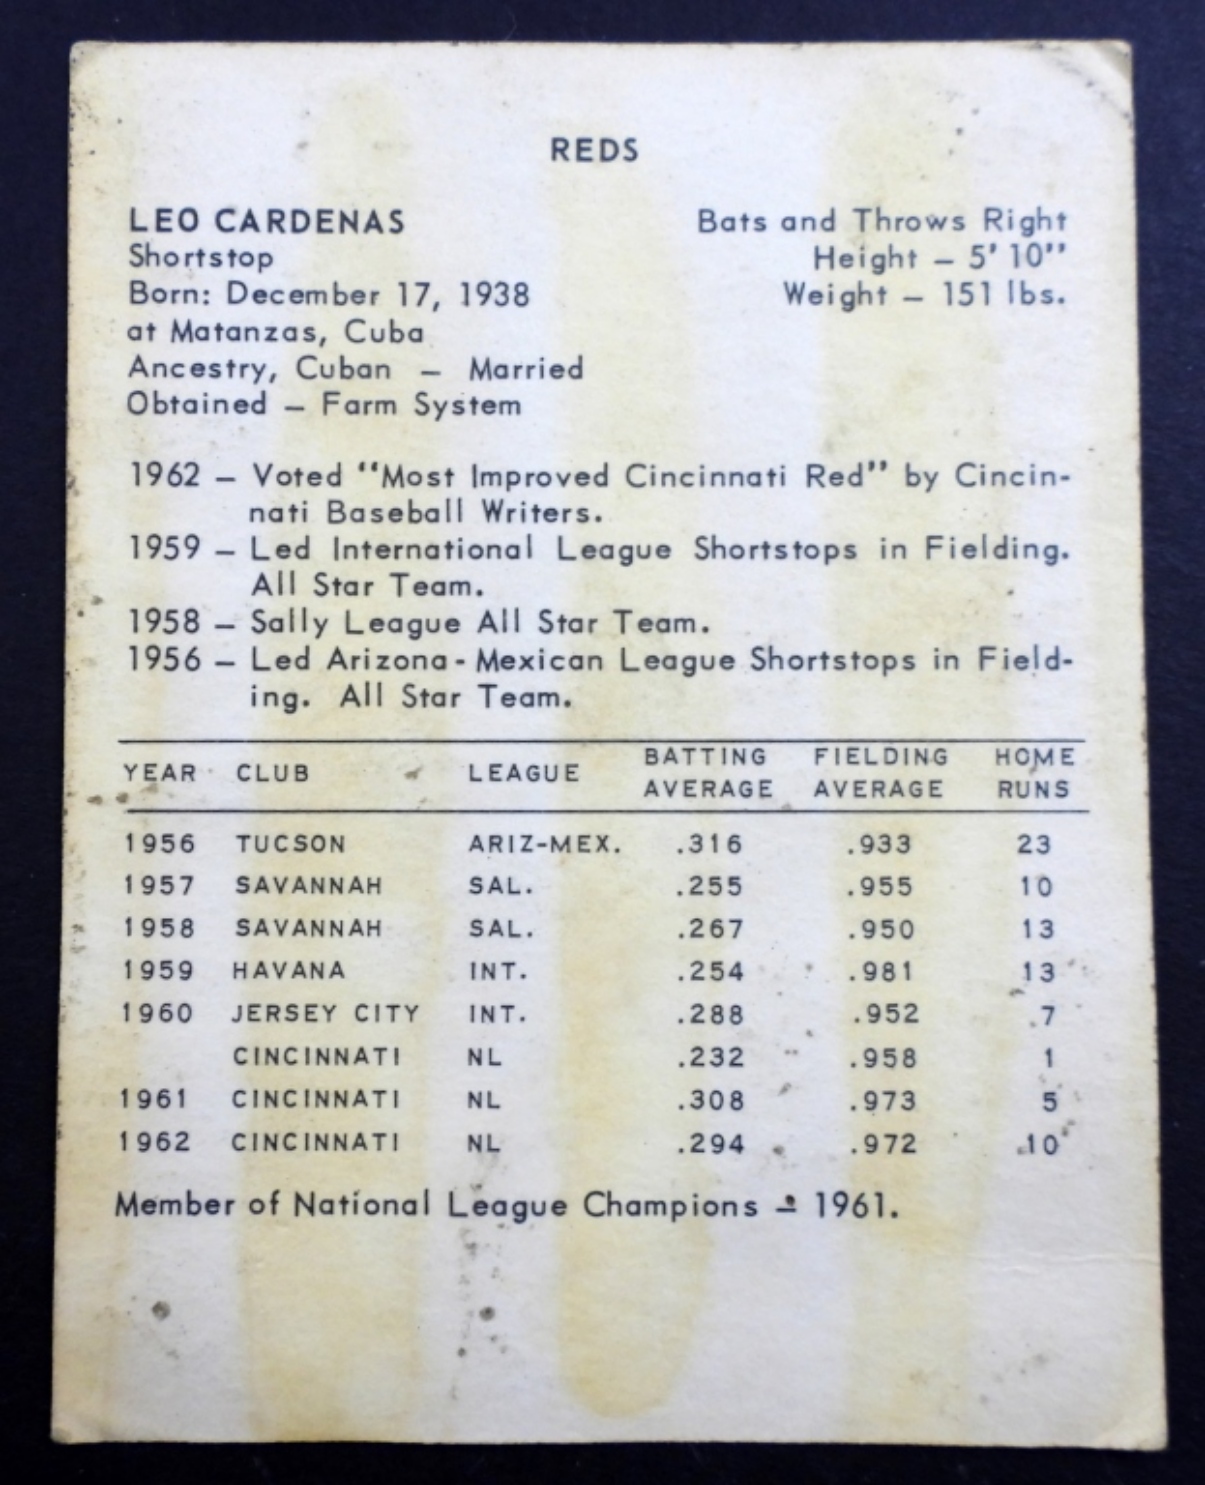 REDS
LEO CARDENAS Bats and Throws Right
Shortstop Height – 5' 10''
Born: December 17, 1938 Weight – 151 lbs.
at Matanzas, Cuba
Ancestry, Cuban – Married
Obtained – Farm System
1962 – Voted “Most Improved Cincinnati Red” by Cincin-
nati Baseball Writers.
1959 – Led International League Shortstops in Fielding.
All Star Team.
1958 – Sally League All Star Team.
1956 – Led Arizona - Mexican League Shortstops in Field-
ing. All Star Team.
YEAR CLUB LEAGUE BATTING AVERAGE FIELDING AVERAGE HOME RUNS
1956 TUCSON ARIZ-MEX. .316 .933 23
1957 SAVANNAH SAL. .255 .955 10
1958 SAVANNAH SAL. .267 .950 13
1959 HAVANA INT. .254 .981 13
1960 JERSEY CITY INT. .288 .952 7
CINCINNATI NL .232 .958 1
1961 CINCINNATI NL .308 .973 5
1962 CINCINNATI NL .294 .972 10
Member of National League Champions – 1961.